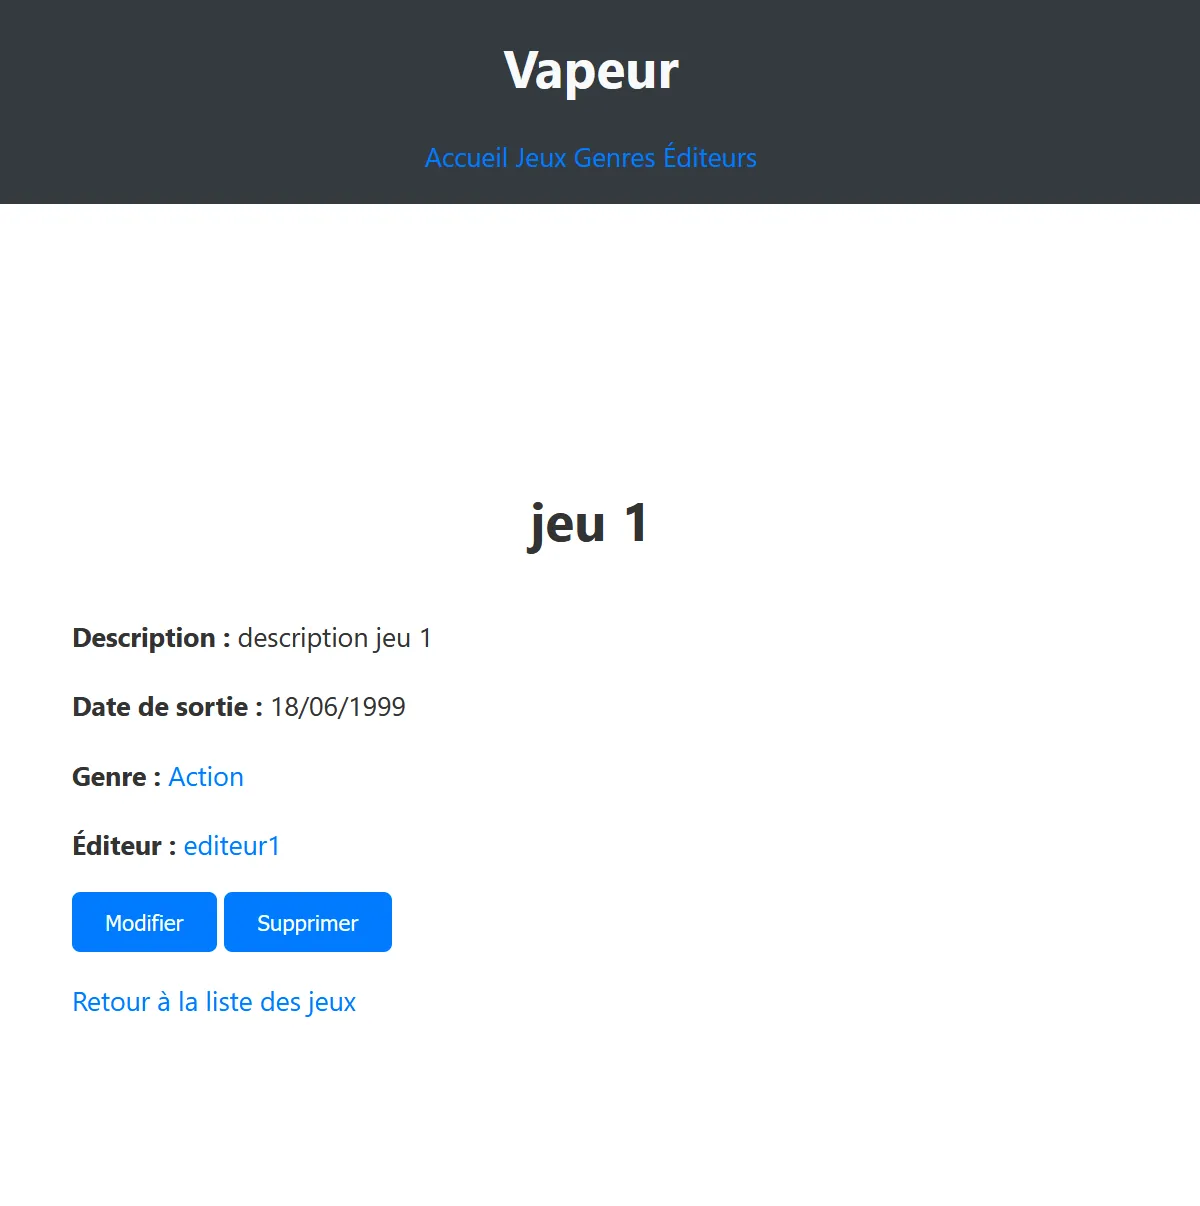 Vapeur
Accueil Jeux Genres Éditeurs
jeu 1
Description : description jeu 1
Date de sortie : 18/06/1999
Genre : Action
Éditeur : editeur1
Modifier Supprimer
Retour à la liste des jeux